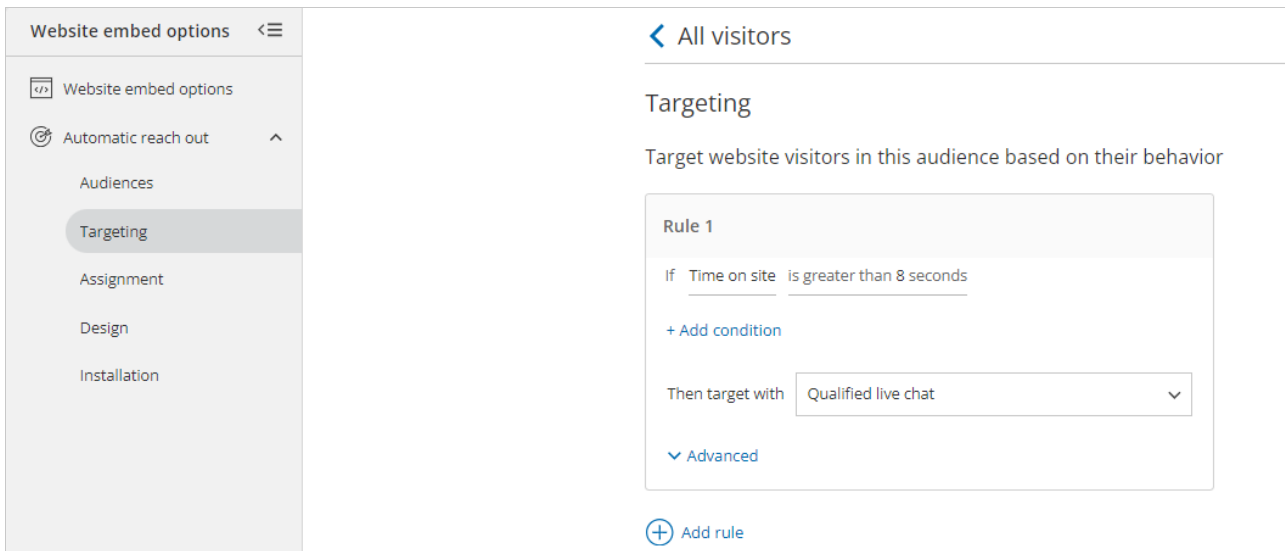 Website embed options
Website embed options
Automatic reach out
Audiences
Targeting
Assignment
Design
Installation
All visitors
Targeting
Target website visitors in this audience based on their behavior
Rule 1
If Time on site is greater than 8 seconds
+ Add condition
Then target with Qualified live chat
Advanced
Add rule